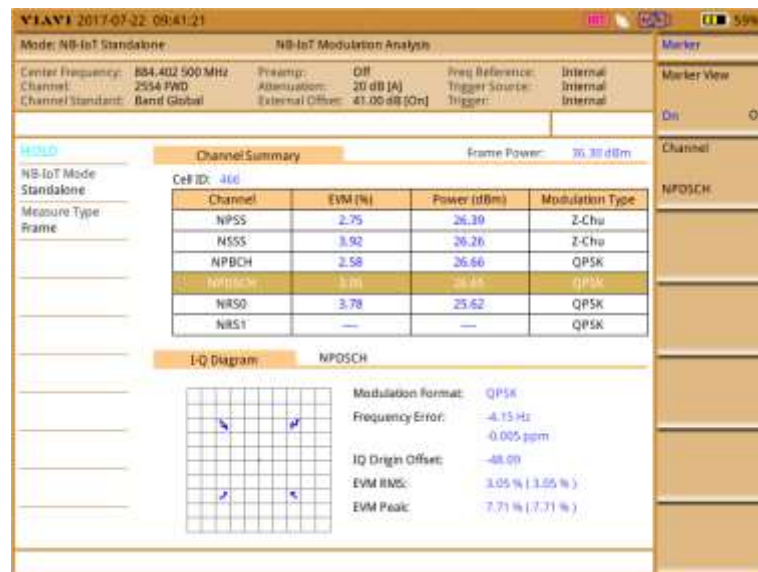 VIAVI 2017-07-22 09:41:21 59%
Mode: NB-IoT Standalone NB-IoT Modulation Analysis Marker
Center Frequency: 884.402 500 MHz Preamp: Off Freq Reference: Internal
Channel: 2554 FWD Attenuation: 20 dB [A] Trigger Source: Internal
Channel Standard: Band Global External Offset: 41.00 dB [On] Trigger: Internal
Marker View
On
HOLD
Channel Summary Frame Power: 36.30 dBm
Channel
NPDSCH
NB-IoT Mode
Standalone
Measure Type
Frame
Cell ID: 466
Channel EVM (%) Power (dBm) Modulation Type
NPSS 2.75 26.39 Z-Chu
NSSS 3.92 26.26 Z-Chu
NPBCH 2.58 26.66 QPSK
NPDSCH QPSK
NRS0 3.78 25.62 QPSK
NRS1 ---- ---- QPSK
I-Q Diagram NPDSCH
Modulation Format: QPSK
Frequency Error: -4.15 Hz
-0.005 ppm
IQ Origin Offset: -48.09
EVM RMS: 3.05 % ( 3.05 % )
EVM Peak: 7.71 % ( 7.71 % )